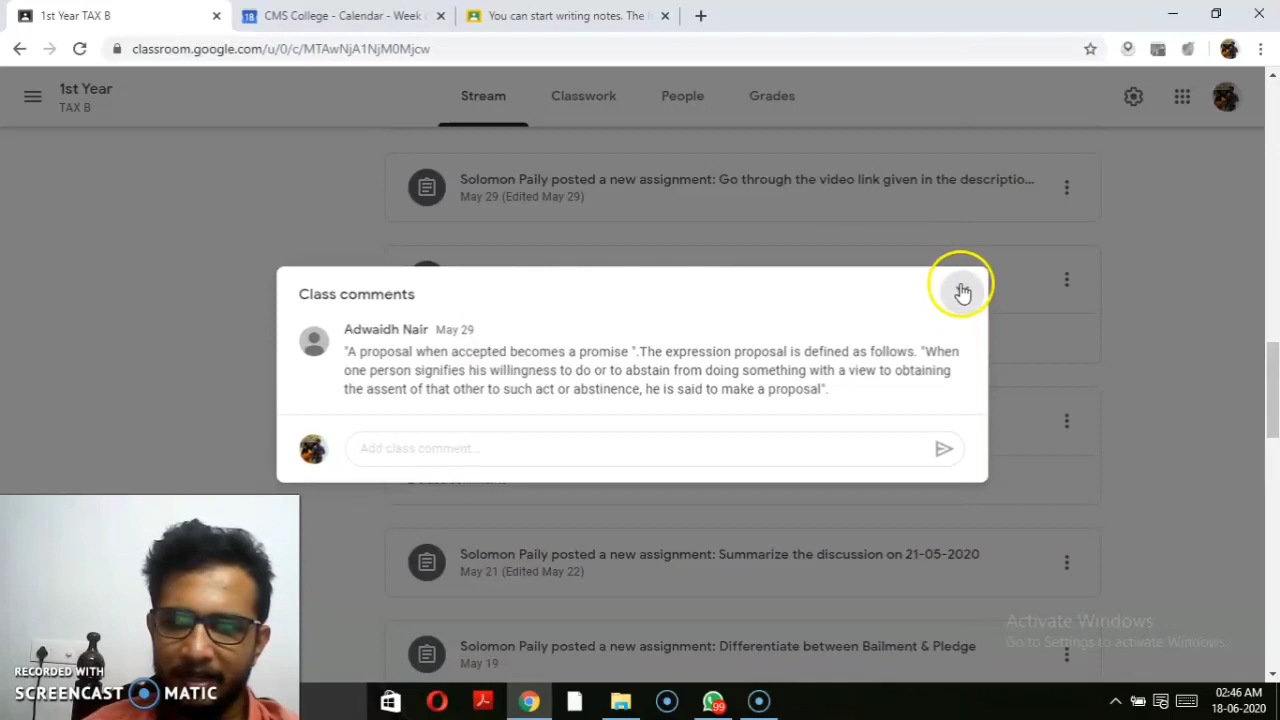 1st Year TAX B
CMS College - Calendar - Week
You can start writing notes. The N
classroom.google.com/u/0/c/MTAwNjA1NjM0Mjcw
1st Year
TAX B
Stream
Classwork
People
Grades
Solomon Paily posted a new assignment: Go through the video link given in the descriptio...
May 29 (Edited May 29)
Class comments
Adwaidh Nair May 29
"A proposal when accepted becomes a promise ".The expression proposal is defined as follows. "When
one person signifies his willingness to do or to abstain from doing something with a view to obtaining
the assent of that other to such act or abstinence, he is said to make a proposal".
Add class comment...
Solomon Paily posted a new assignment: Summarize the discussion on 21-05-2020
May 21 (Edited May 22)
Solomon Paily posted a new assignment: Differentiate between Bailment & Pledge
May 19
Activate Windows
Go to Settings to activate Windows.
RECORDED WITH
SCREENCAST MATIC
99
02:46 AM
18-06-2020